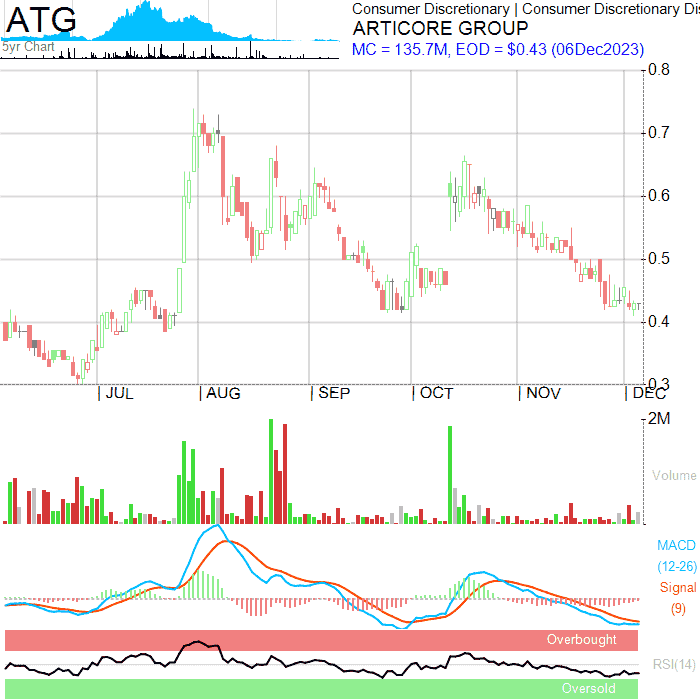 ATG
5yr Chart
Consumer Discretionary | Consumer Discretionary Dis
ARTICORE GROUP
MC = 135.7M, EOD = $0.43 (06Dec2023)
0.8
0.7
0.6
0.5
0.4
0.3
| JUL | AUG | SEP | OCT | NOV | DEC
2M
Volume
MACD
(12-26)
Signal
(9)
Overbought
RSI(14)
Oversold